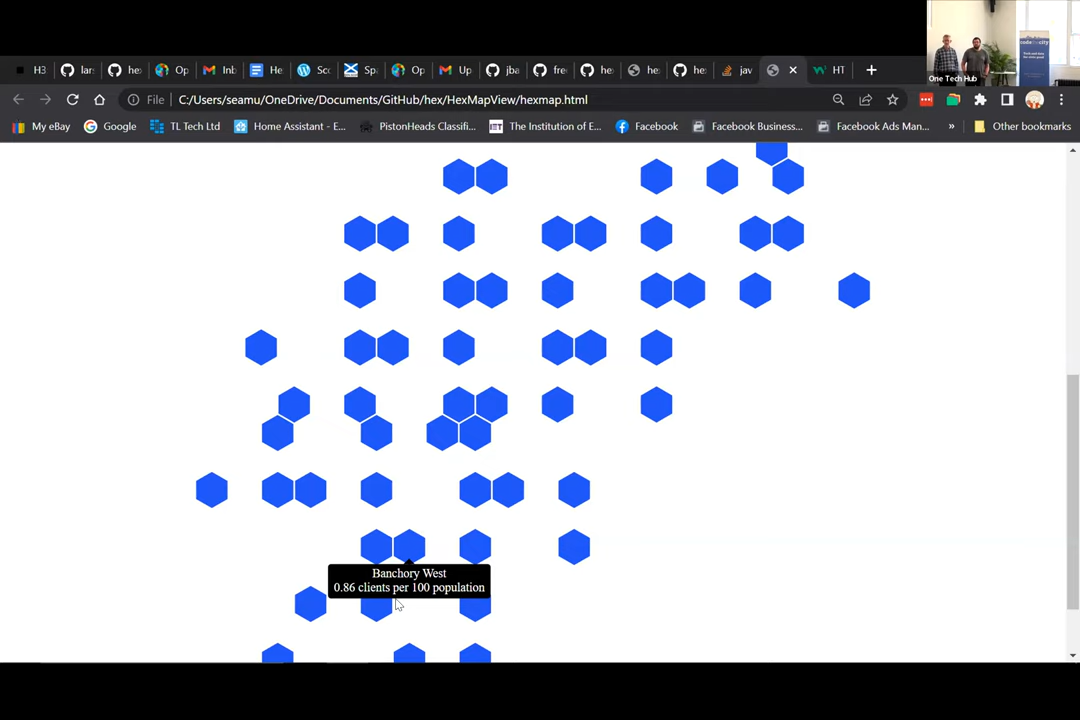 H3
lar
he
Op
Inb
He
Sc
Sp
Op
Up
jba
fre
he
he
he
jav
HT
File C:/Users/seamu/OneDrive/Documents/GitHub/hex/HexMapView/hexmap.html
My eBay
Google
TL Tech Ltd
Home Assistant - E...
PistonHeads Classifi...
The Institution of E...
Facebook
Facebook Business...
Facebook Ads Man...
»
Other bookmarks
One Tech Hub
Banchory West
0.86 clients per 100 population